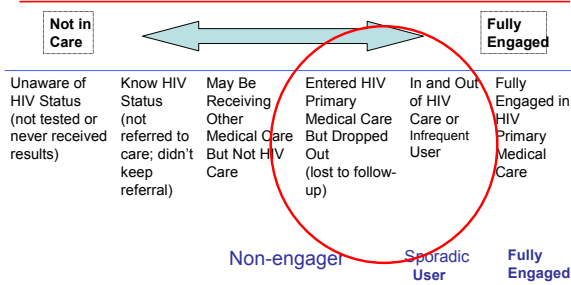 Not in
Care
Fully
Engaged
Unaware of
HIV Status
(not tested or
never received
results)
Know HIV
Status
(not
referred to
care; didn't
keep
referral)
May Be
Receiving
Other
Medical Care
But Not HIV
Care
Entered HIV
Primary
Medical Care
But Dropped
Out
(lost to follow-
up)
In and Out
of HIV
Care or
Infrequent
User
Fully
Engaged in
HIV
Primary
Medical
Care
Non-engager
Sporadic
User
Fully
Engaged